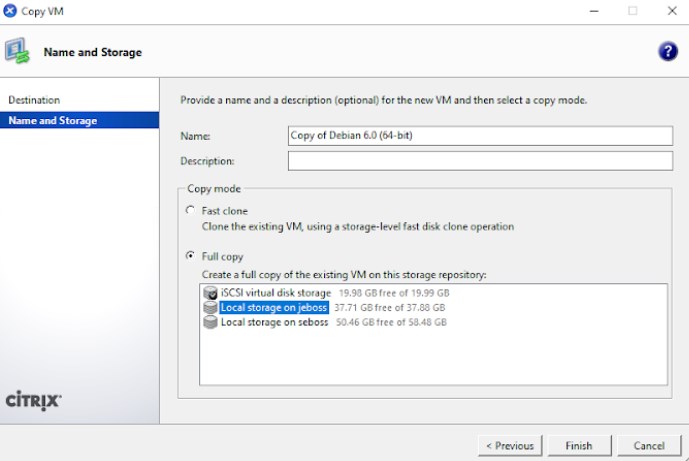 Copy VM
Name and Storage
?
Destination
Name and Storage
Provide a name and a description (optional) for the new VM and then select a copy mode.
Name: Copy of Debian 6.0 (64-bit)
Description:
Copy mode
Fast clone
Clone the existing VM, using a storage-level fast disk clone operation
Full copy
Create a full copy of the existing VM on this storage repository:
iSCSI virtual disk storage 19.98 GB free of 19.99 GB
Local storage on jeboss 37.71 GB free of 37.88 GB
Local storage on seboss 50.46 GB free of 58.48 GB
CİTRIX
< Previous Finish Cancel